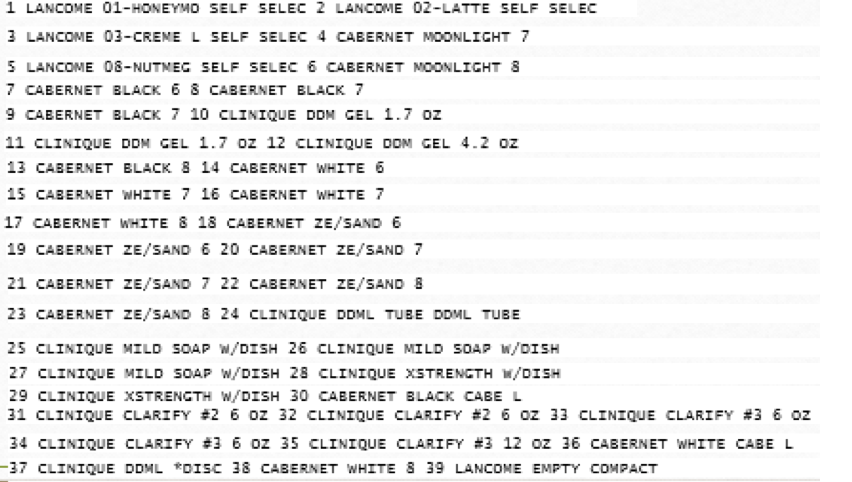 1 LANCOME 01-HONEYMO SELF SELEC 2 LANCOME 02-LATTE SELF SELEC
3 LANCOME 03-CREME L SELF SELEC 4 CABERNET MOONLIGHT 7
5 LANCOME 08-NUTMEG SELF SELEC 6 CABERNET MOONLIGHT 8
7 CABERNET BLACK 6 8 CABERNET BLACK 7
9 CABERNET BLACK 7 10 CLINIQUE DDM GEL 1.7 OZ
11 CLINIQUE DDM GEL 1.7 OZ 12 CLINIQUE DDM GEL 4.2 OZ
13 CABERNET BLACK 8 14 CABERNET WHITE 6
15 CABERNET WHITE 7 16 CABERNET WHITE 7
17 CABERNET WHITE 8 18 CABERNET ZE/SAND 6
19 CABERNET ZE/SAND 6 20 CABERNET ZE/SAND 7
21 CABERNET ZE/SAND 7 22 CABERNET ZE/SAND 8
23 CABERNET ZE/SAND 8 24 CLINIQUE DDML TUBE DDML TUBE
25 CLINIQUE MILD SOAP W/DISH 26 CLINIQUE MILD SOAP W/DISH
27 CLINIQUE MILD SOAP W/DISH 28 CLINIQUE XSTRENGTH W/DISH
29 CLINIQUE XSTRENGTH W/DISH 30 CABERNET BLACK CABE L
31 CLINIQUE CLARIFY #2 6 OZ 32 CLINIQUE CLARIFY #2 6 OZ 33 CLINIQUE CLARIFY #3 6 OZ
34 CLINIQUE CLARIFY #3 6 OZ 35 CLINIQUE CLARIFY #3 12 OZ 36 CABERNET WHITE CABE L
37 CLINIQUE DDML *DISC 38 CABERNET WHITE 8 39 LANCOME EMPTY COMPACT